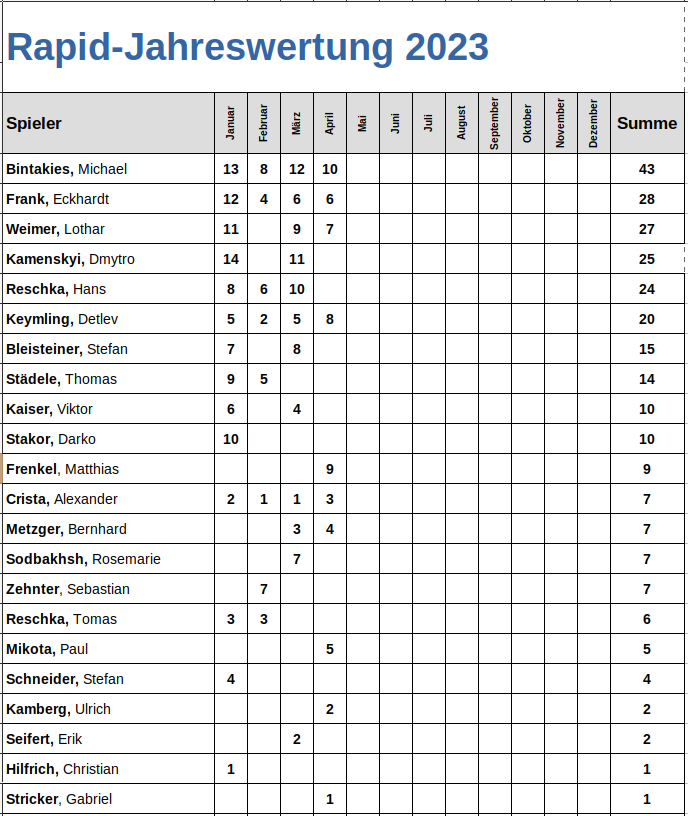 Rapid-Jahreswertung 2023
Spieler Januar Februar März April Mai Juni Juli August September Oktober November Dezember Summe
Bintakies, Michael 13 8 12 10 43
Frank, Eckhardt 12 4 6 6 28
Weimer, Lothar 11 9 7 27
Kamenskyi, Dmytro 14 11 25
Reschka, Hans 8 6 10 24
Keymling, Detlev 5 2 5 8 20
Bleisteiner, Stefan 7 8 15
Städele, Thomas 9 5 14
Kaiser, Viktor 6 4 10
Stakor, Darko 10 10
Frenkel, Matthias 9 9
Crista, Alexander 2 1 1 3 7
Metzger, Bernhard 3 4 7
Sodbakhsh, Rosemarie 7 7
Zehnter, Sebastian 7 7
Reschka, Tomas 3 3 6
Mikota, Paul 5 5
Schneider, Stefan 4 4
Kamberg, Ulrich 2 2
Seifert, Erik 2 2
Hilfrich, Christian 1 1
Stricker, Gabriel 1 1